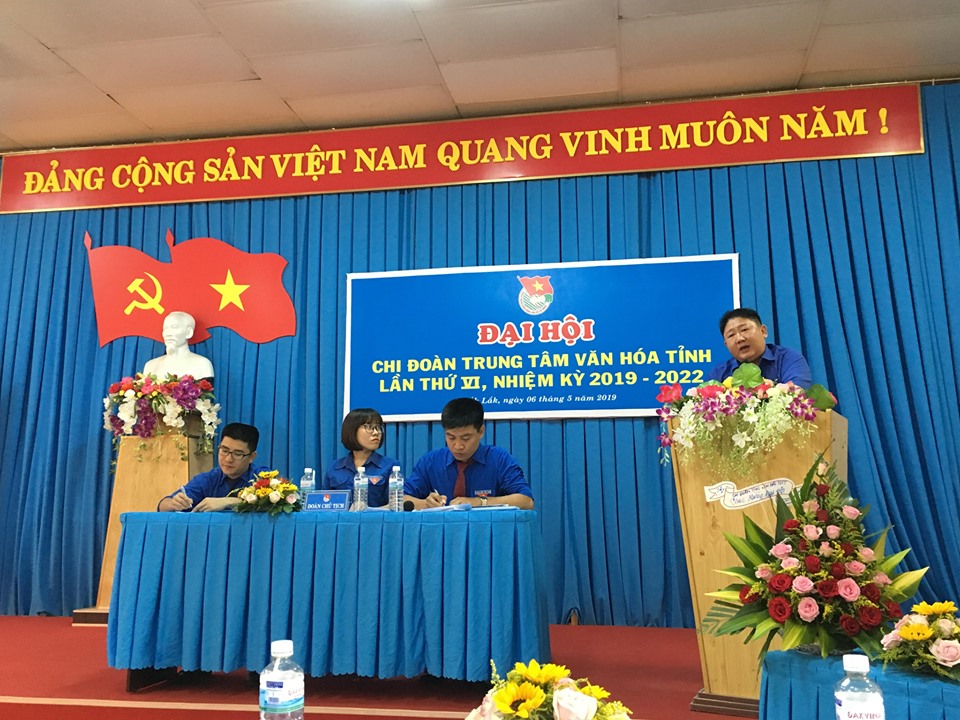 ĐẢNG CỘNG SẢN VIỆT NAM QUANG VINH MUÔN NĂM !
ĐẠI HỘI
CHI ĐOÀN TRUNG TÂM VĂN HÓA TỈNH
LẦN THỨ VI, NHIỆM KỲ 2019 - 2022
Lắk, ngày 06 tháng 5 năm 2019
ĐOÀN CHỦ TỊCH